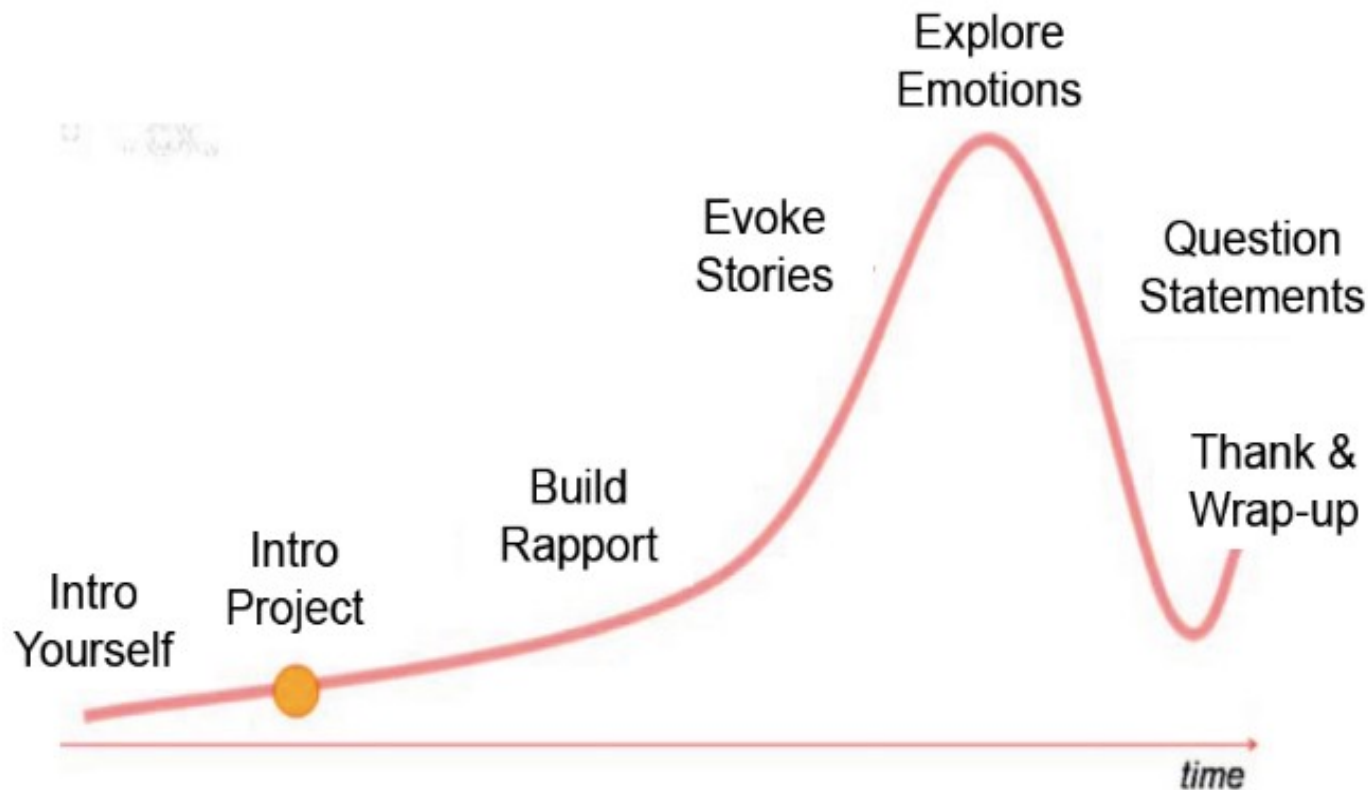 Explore
Emotions
Evoke
Stories
Question
Statements
Thank &
Wrap-up
Build
Rapport
Intro
Project
Intro
Yourself
time